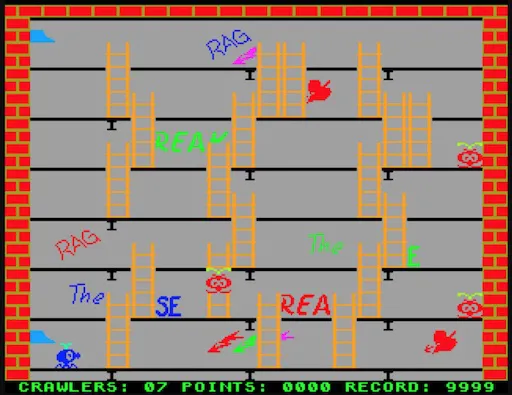 RAG
REA
RAG
The
E
The
SE
REA
CRAWLERS: 07 POINTS: 0000 RECORD: 9999